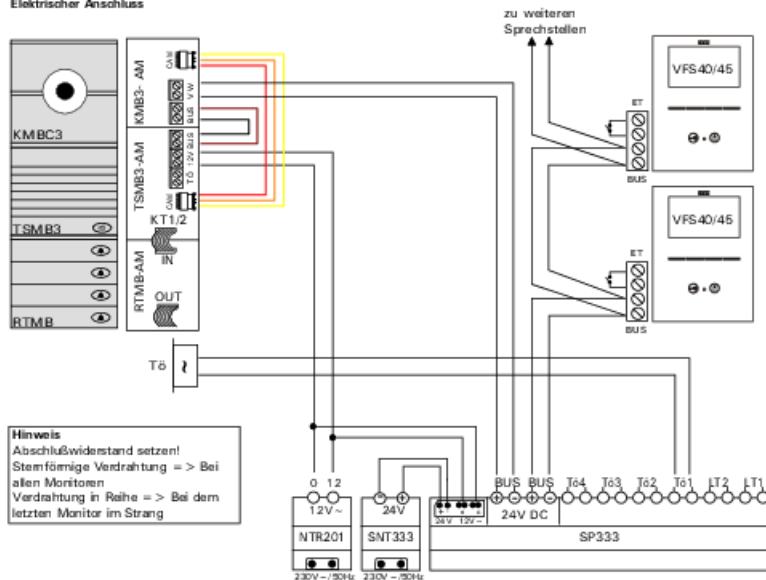 Elektrischer Anschluss
zu weiteren
Sprechstellen
KMBC3
TSMB3
RTMB
KMB3- AM
TSMB3-AM
RTMB-AM
CAN
VW
BUS
BUS
12V
TÖ
CAN
KT1/2
IN
OUT
VFS40/45
ET
BUS
VFS40/45
ET
BUS
Tö
~
Hinweis
Abschlußwiderstand setzen!
Sternförmige Verdrahtung => Bei
allen Monitoren
Verdrahtung in Reihe => Bei dem
letzten Monitor im Strang
0 12
12V~
NTR201
230V~/50Hz
24V
SNT333
230V~/50Hz
24V 12V~
BUS BUS Tö4 Tö3 Tö2 Tö1 LT2 LT1
24V DC
SP333